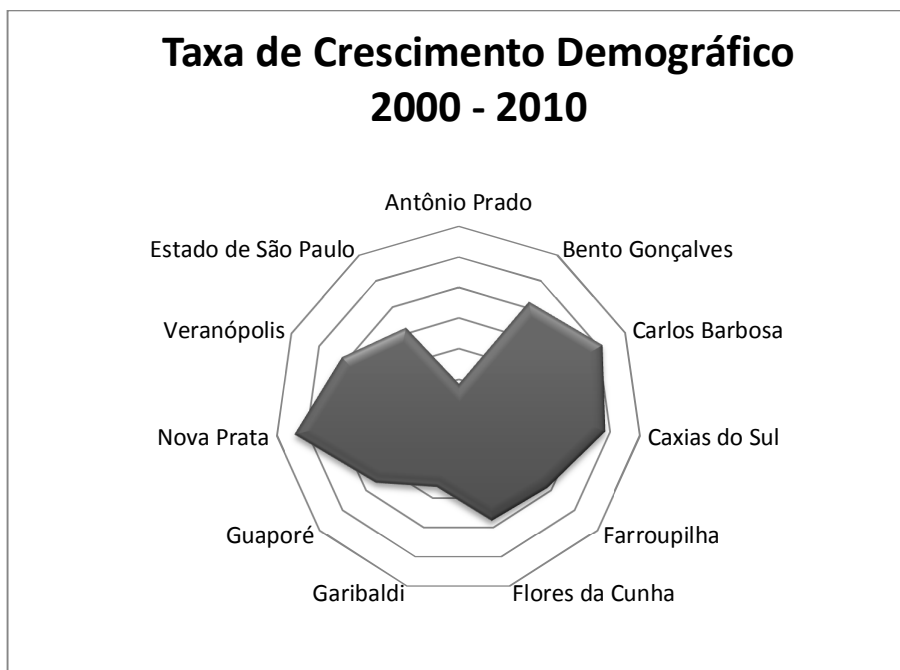 Taxa de Crescimento Demográfico
2000 - 2010
Antônio Prado
Estado de São Paulo
Bento Gonçalves
Veranópolis
Carlos Barbosa
Nova Prata
Caxias do Sul
Guaporé
Farroupilha
Garibaldi
Flores da Cunha